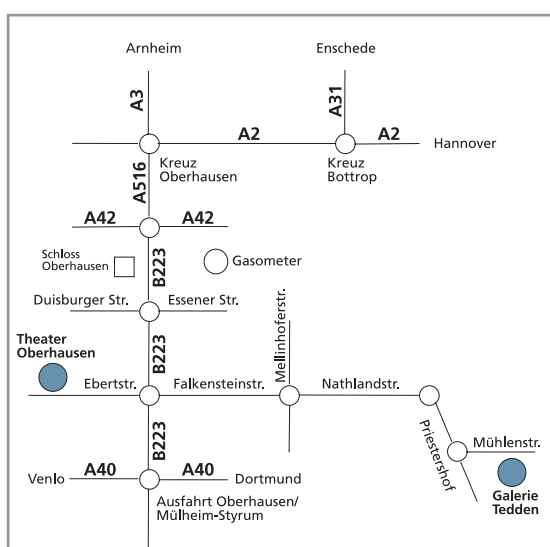 Arnheim
Enschede
A3
A31
A2
A2
Hannover
Kreuz
Oberhausen
Kreuz
Bottrop
A516
A42
A42
Schloss
Oberhausen
Gasometer
B223
Duisburger Str.
Essener Str.
Theater
Oberhausen
B223
Mellinhoferstr.
Ebertstr.
Falkensteinstr.
Nathlandstr.
Priestershof
Mühlenstr.
B223
Galerie
Tedden
Venlo
A40
A40
Dortmund
Ausfahrt Oberhausen/
Mülheim-Styrum